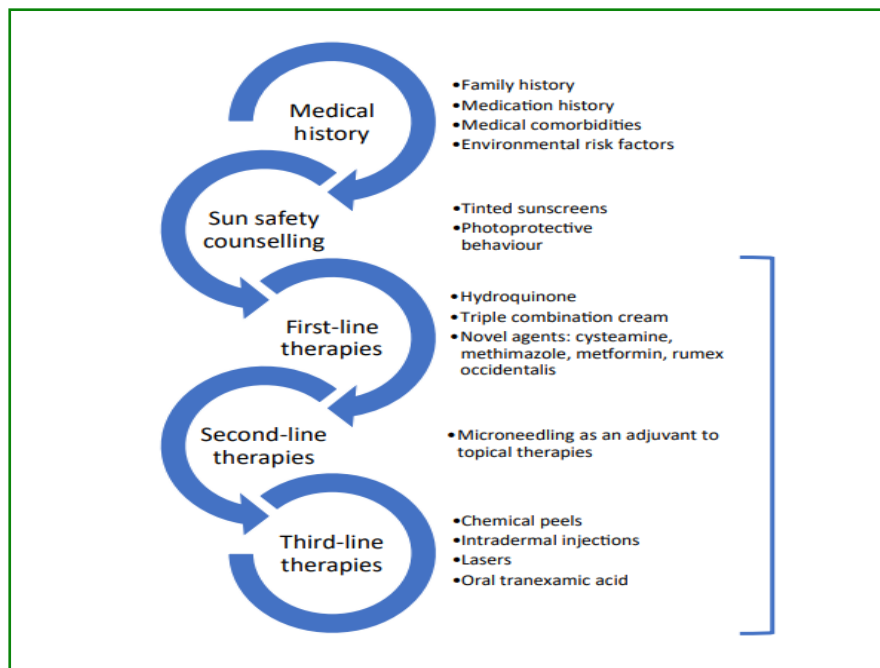 Medical
history
•Family history
•Medication history
•Medical comorbidities
•Environmental risk factors
Sun safety
counselling
•Tinted sunscreens
•Photoprotective
behaviour
First-line
therapies
•Hydroquinone
•Triple combination cream
•Novel agents: cysteamine,
methimazole, metformin, rumex
occidentalis
Second-line
therapies
•Microneedling as an adjuvant to
topical therapies
Third-line
therapies
•Chemical peels
•Intradermal injections
•Lasers
•Oral tranexamic acid